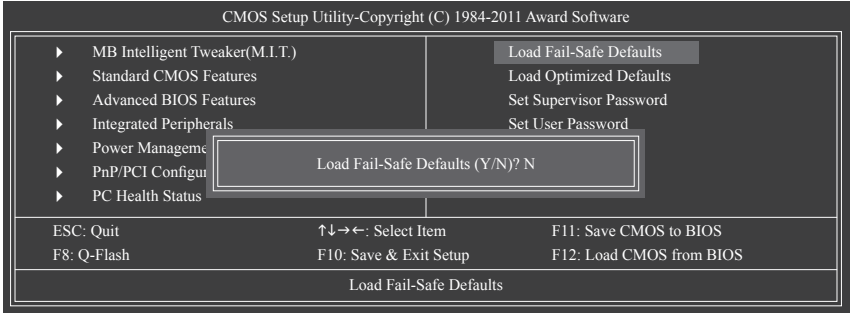 CMOS Setup Utility-Copyright (C) 1984-2011 Award Software
MB Intelligent Tweaker(M.I.T.)
Standard CMOS Features
Advanced BIOS Features
Integrated Peripherals
Power Manageme
PnP/PCI Configur
PC Health Status
Load Fail-Safe Defaults
Load Optimized Defaults
Set Supervisor Password
Set User Password
Load Fail-Safe Defaults (Y/N)? N
ESC: Quit ↑↓→←: Select Item F11: Save CMOS to BIOS
F8: Q-Flash F10: Save & Exit Setup F12: Load CMOS from BIOS
Load Fail-Safe Defaults